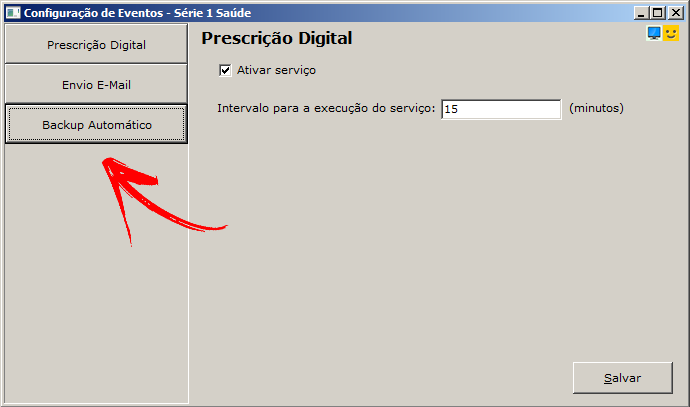 Configuração de Eventos - Série 1 Saúde
Prescrição Digital
Envio E-Mail
Backup Automático
Prescrição Digital
Ativar serviço
Intervalo para a execução do serviço: 15 (minutos)
Salvar